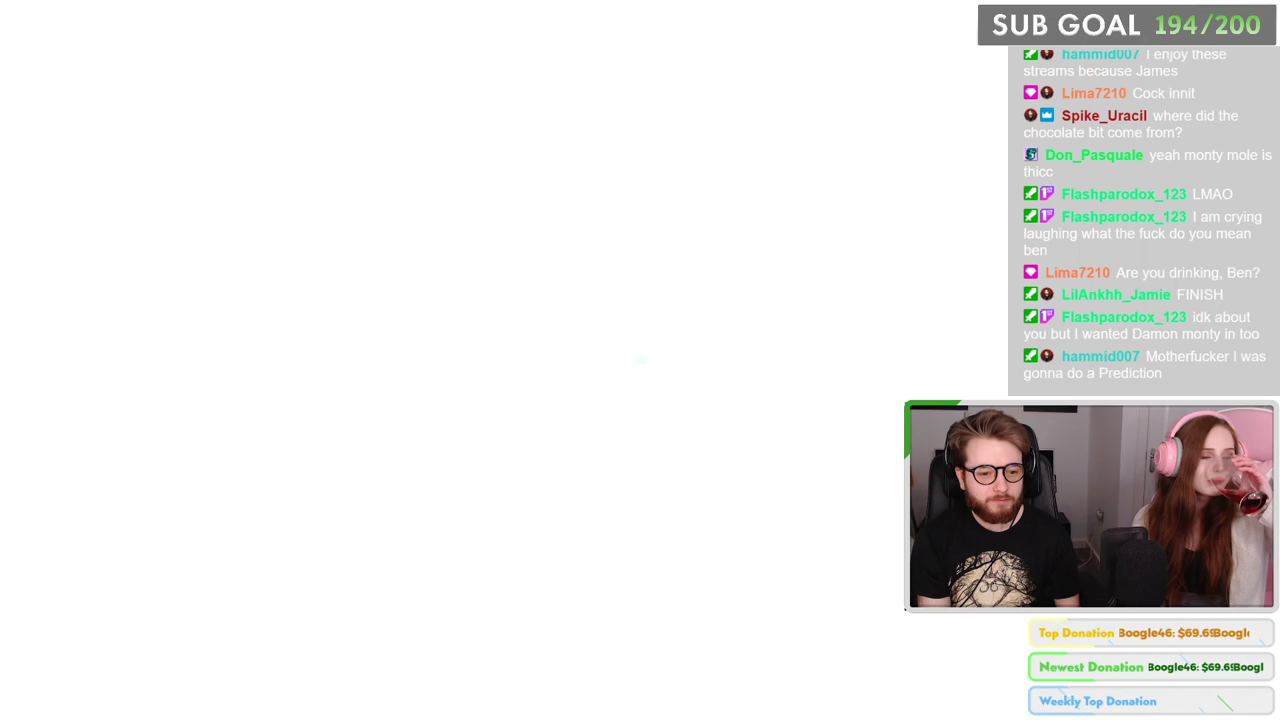 SUB GOAL 194/200
hammid007 I enjoy these
streams because James
Lima7210 Cock innit
Spike_Uracil where did the
chocolate bit come from?
Don_Pasquale yeah monty mole is
thicc
Flashparodox_123 LMAO
Flashparodox_123 I am crying
laughing what the fuck do you mean
ben
Lima7210 Are you drinking, Ben?
LilAnkhh_Jamie FINISH
Flashparodox_123 idk about
you but I wanted Damon monty in too
hammid007 Motherfucker I was
gonna do a Prediction
Top Donation Boogle46: $69.69Boogle
Newest Donation Boogle46: $69.69Boogl
Weekly Top Donation